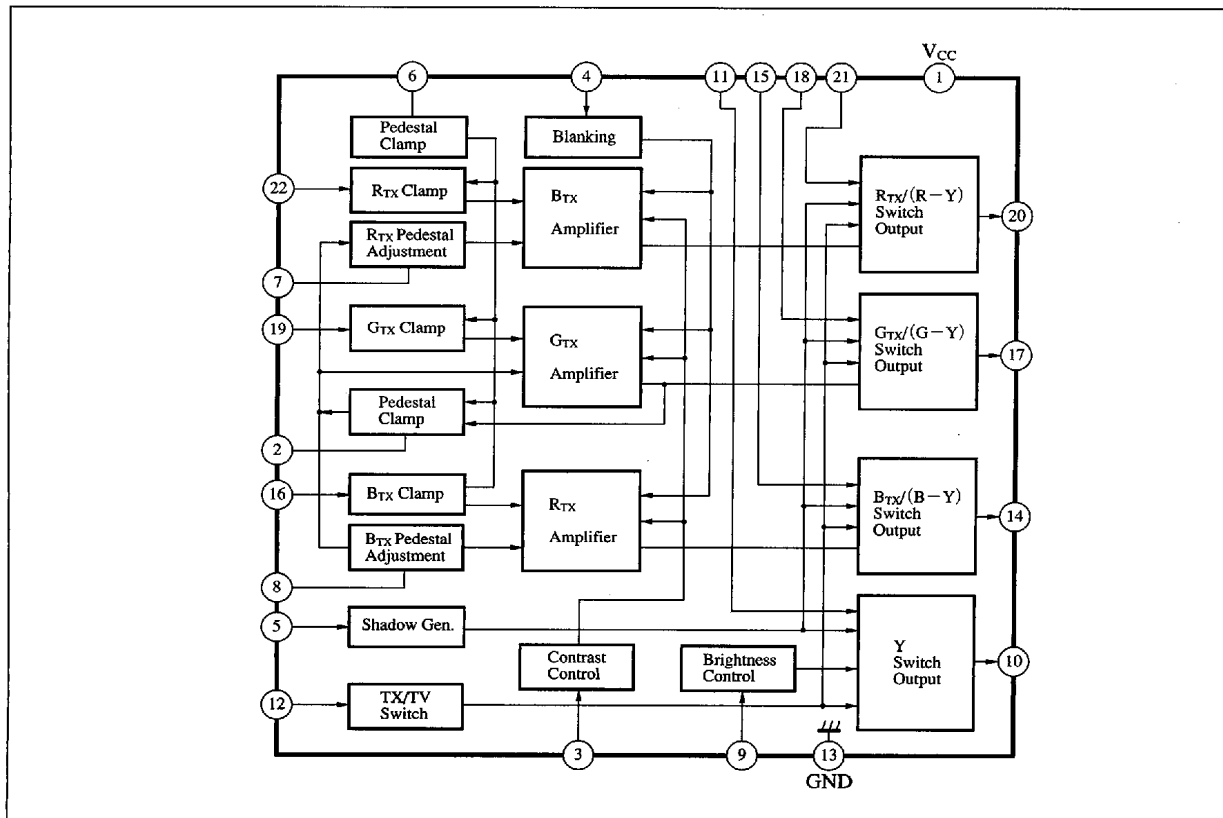 VCC
6
4
11
15
18
21
1
Pedestal
Clamp
Blanking
22
RTX Clamp
BTX
Amplifier
RTX/(R−Y)
Switch
Output
20
RTX Pedestal
Adjustment
7
19
GTX Clamp
GTX
Amplifier
GTX/(G−Y)
Switch
Output
17
Pedestal
Clamp
2
16
BTX Clamp
RTX
Amplifier
BTX/(B−Y)
Switch
Output
14
BTX Pedestal
Adjustment
8
5
Shadow Gen.
Contrast
Control
Brightness
Control
Y
Switch
Output
10
12
TX/TV
Switch
3
9
13
GND